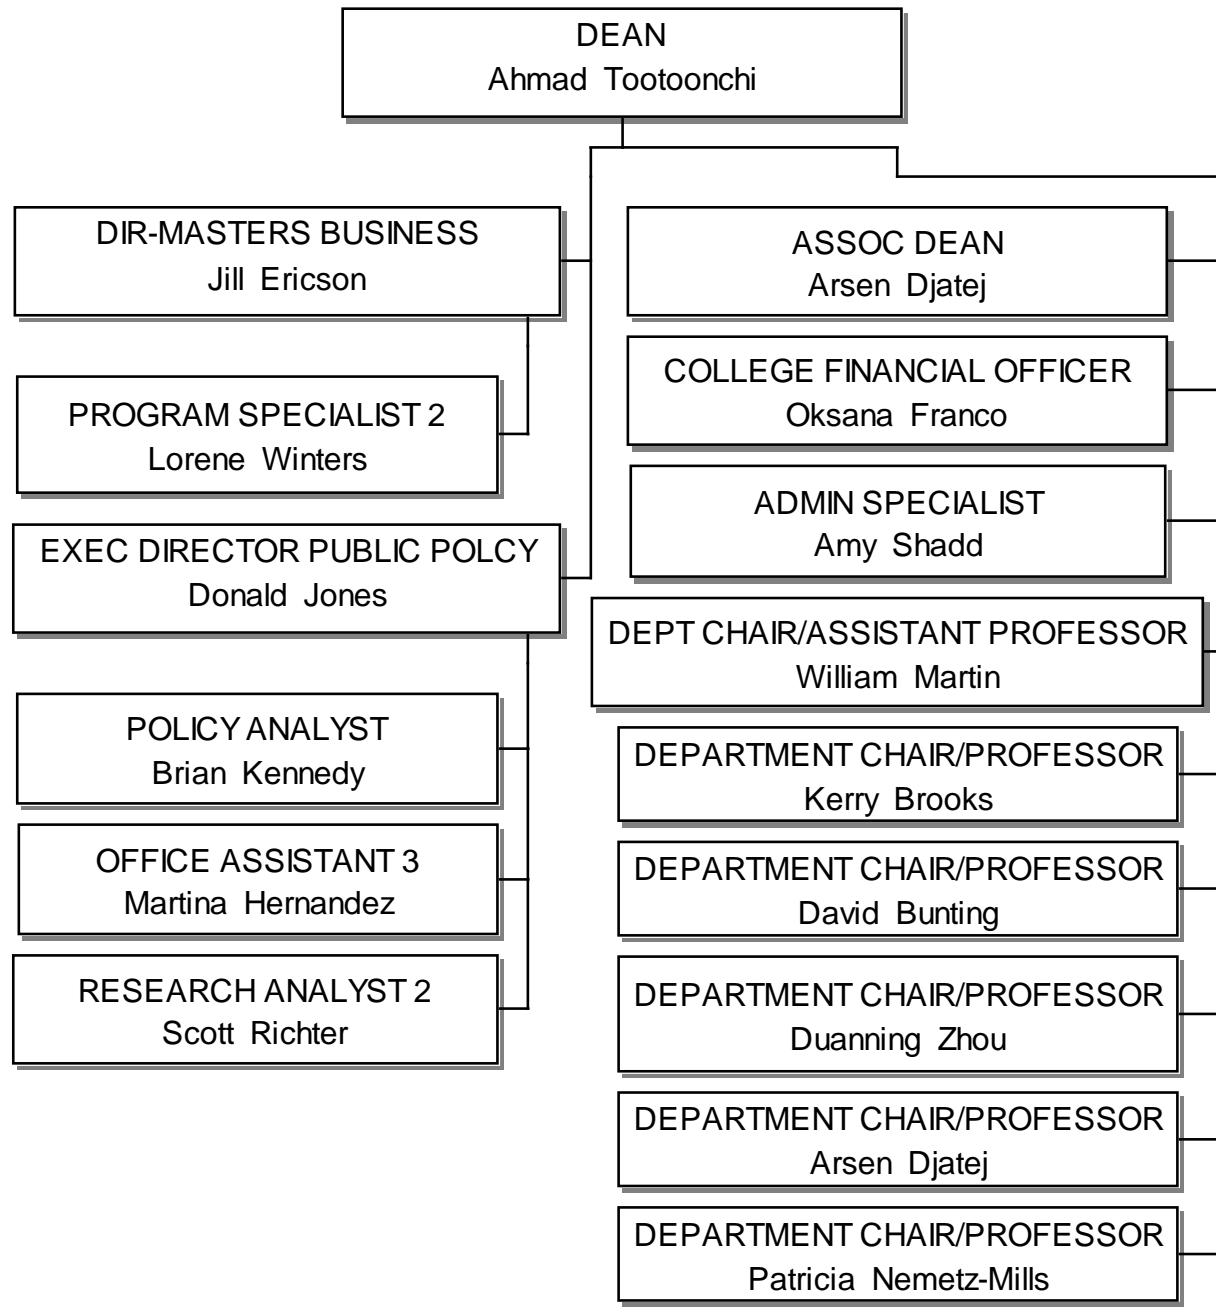 DEAN
Ahmad Tootoonchi
DIR-MASTERS BUSINESS
Jill Ericson
PROGRAM SPECIALIST 2
Lorene Winters
EXEC DIRECTOR PUBLIC POLCY
Donald Jones
POLICY ANALYST
Brian Kennedy
OFFICE ASSISTANT 3
Martina Hernandez
RESEARCH ANALYST 2
Scott Richter
ASSOC DEAN
Arsen Djatej
COLLEGE FINANCIAL OFFICER
Oksana Franco
ADMIN SPECIALIST
Amy Shadd
DEPT CHAIR/ASSISTANT PROFESSOR
William Martin
DEPARTMENT CHAIR/PROFESSOR
Kerry Brooks
DEPARTMENT CHAIR/PROFESSOR
David Bunting
DEPARTMENT CHAIR/PROFESSOR
Duanning Zhou
DEPARTMENT CHAIR/PROFESSOR
Arsen Djatej
DEPARTMENT CHAIR/PROFESSOR
Patricia Nemetz-Mills